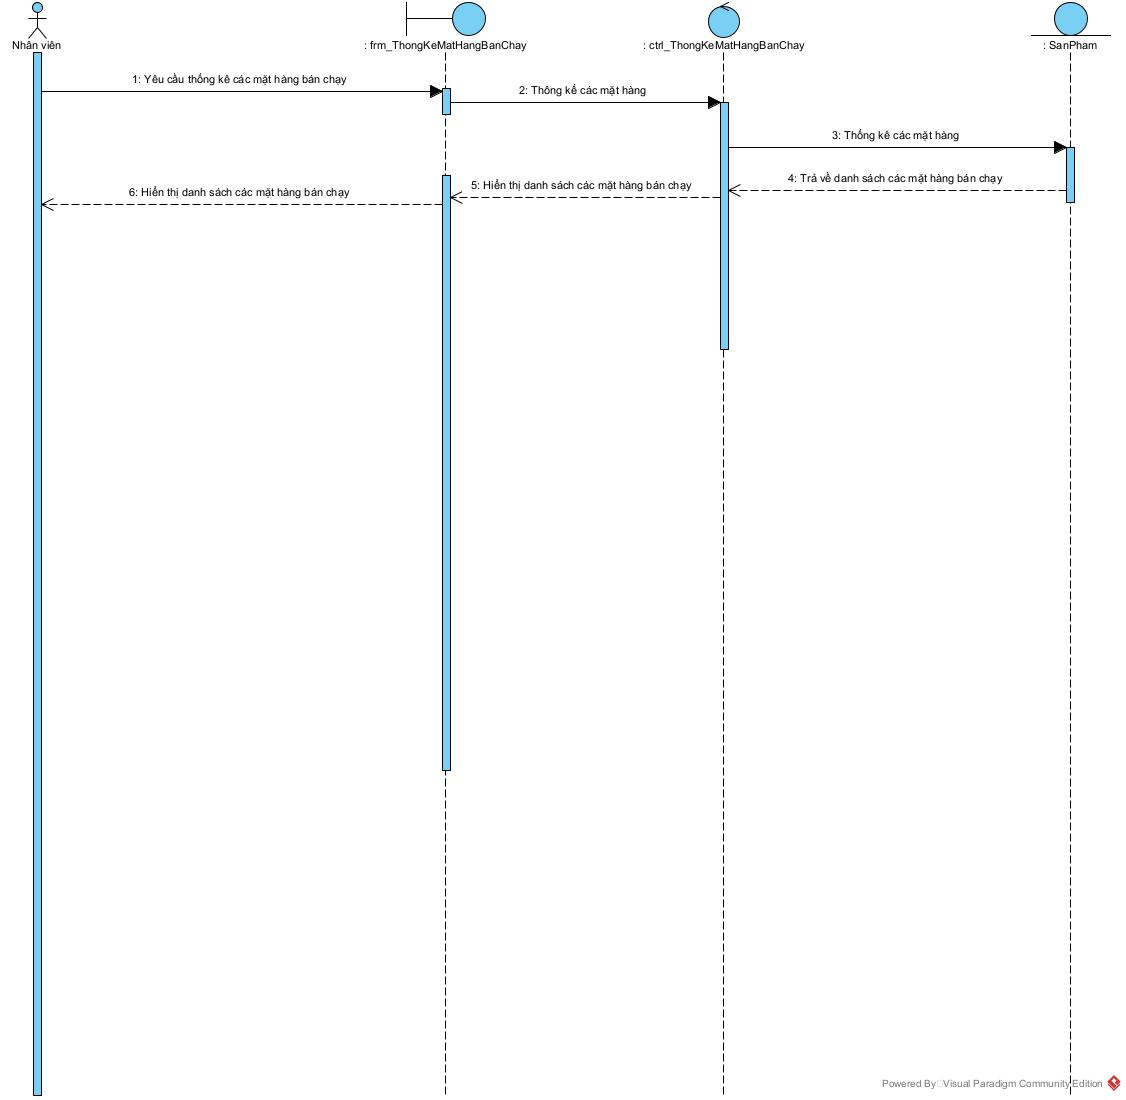 Nhân viên
: frm_ThongKeMatHangBanChay
: ctrl_ThongKeMatHangBanChay
: SanPham
1: Yêu cầu thống kê các mặt hàng bán chạy
2: Thông kế các mặt hàng
3: Thống kê các mặt hàng
4: Trả về danh sách các mặt hàng bán chạy
5: Hiển thị danh sách các mặt hàng bán chạy
6: Hiển thị danh sách các mặt hàng bán chạy
Powered By Visual Paradigm Community Edition